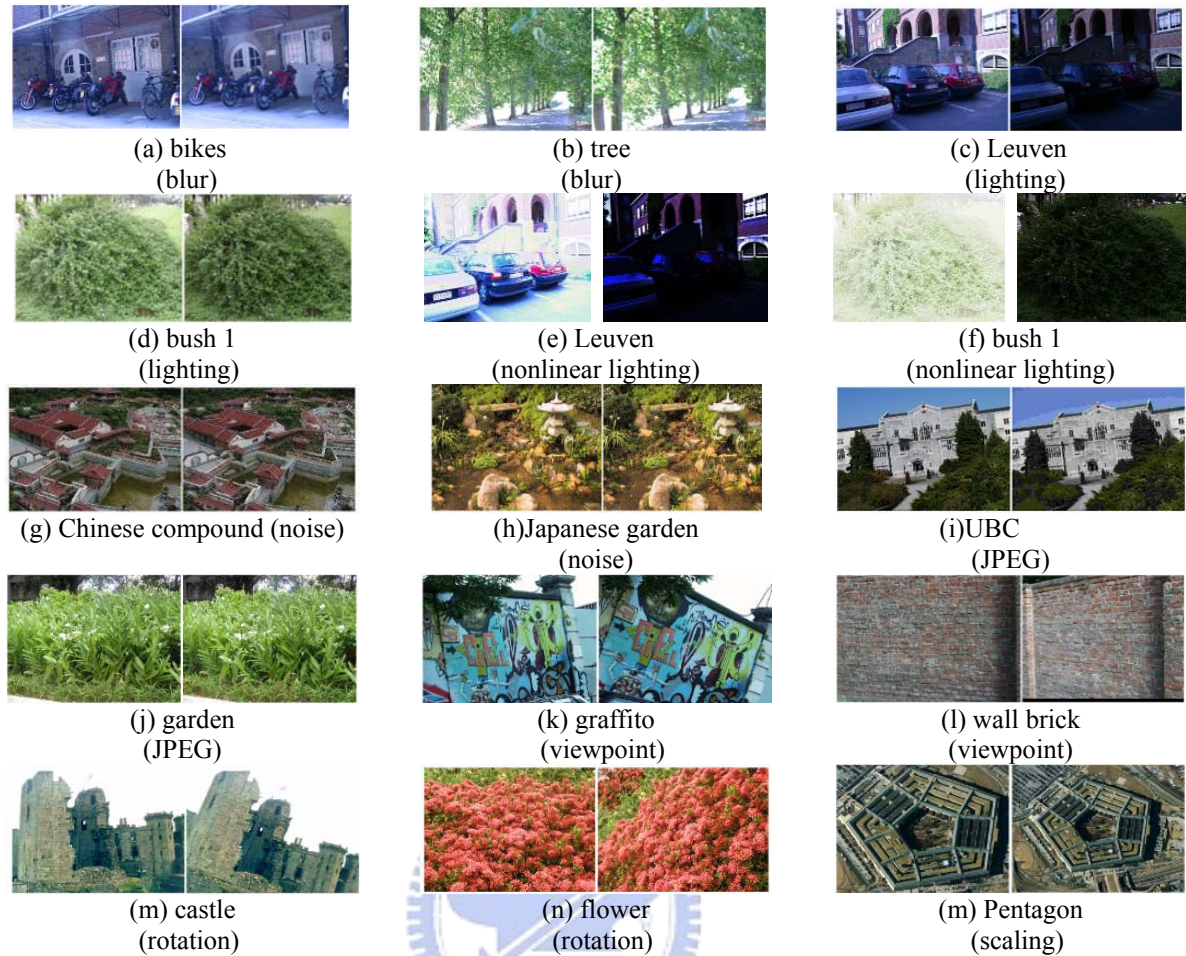 (a) bikes
(blur)
(b) tree
(blur)
(c) Leuven
(lighting)
(d) bush 1
(lighting)
(e) Leuven
(nonlinear lighting)
(f) bush 1
(nonlinear lighting)
(g) Chinese compound (noise)
(h)Japanese garden
(noise)
(i)UBC
(JPEG)
(j) garden
(JPEG)
(k) graffito
(viewpoint)
(l) wall brick
(viewpoint)
(m) castle
(rotation)
(n) flower
(rotation)
(m) Pentagon
(scaling)